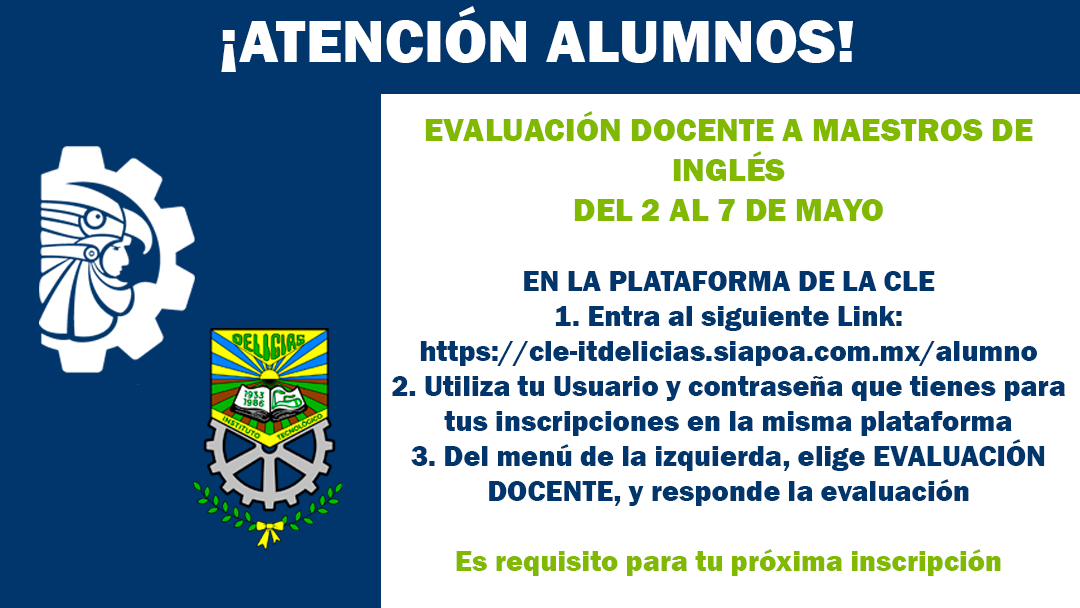 ¡ATENCIÓN ALUMNOS!
EVALUACIÓN DOCENTE A MAESTROS DE
INGLÉS
DEL 2 AL 7 DE MAYO
EN LA PLATAFORMA DE LA CLE
1. Entra al siguiente Link:
https://cle-itdelicias.siapoa.com.mx/alumno
2. Utiliza tu Usuario y contraseña que tienes para
tus inscripciones en la misma plataforma
3. Del menú de la izquierda, elige EVALUACIÓN
DOCENTE, y responde la evaluación
Es requisito para tu próxima inscripción
DELICIAS
1933
1986
INSTITUTO TECNOLÓGICO